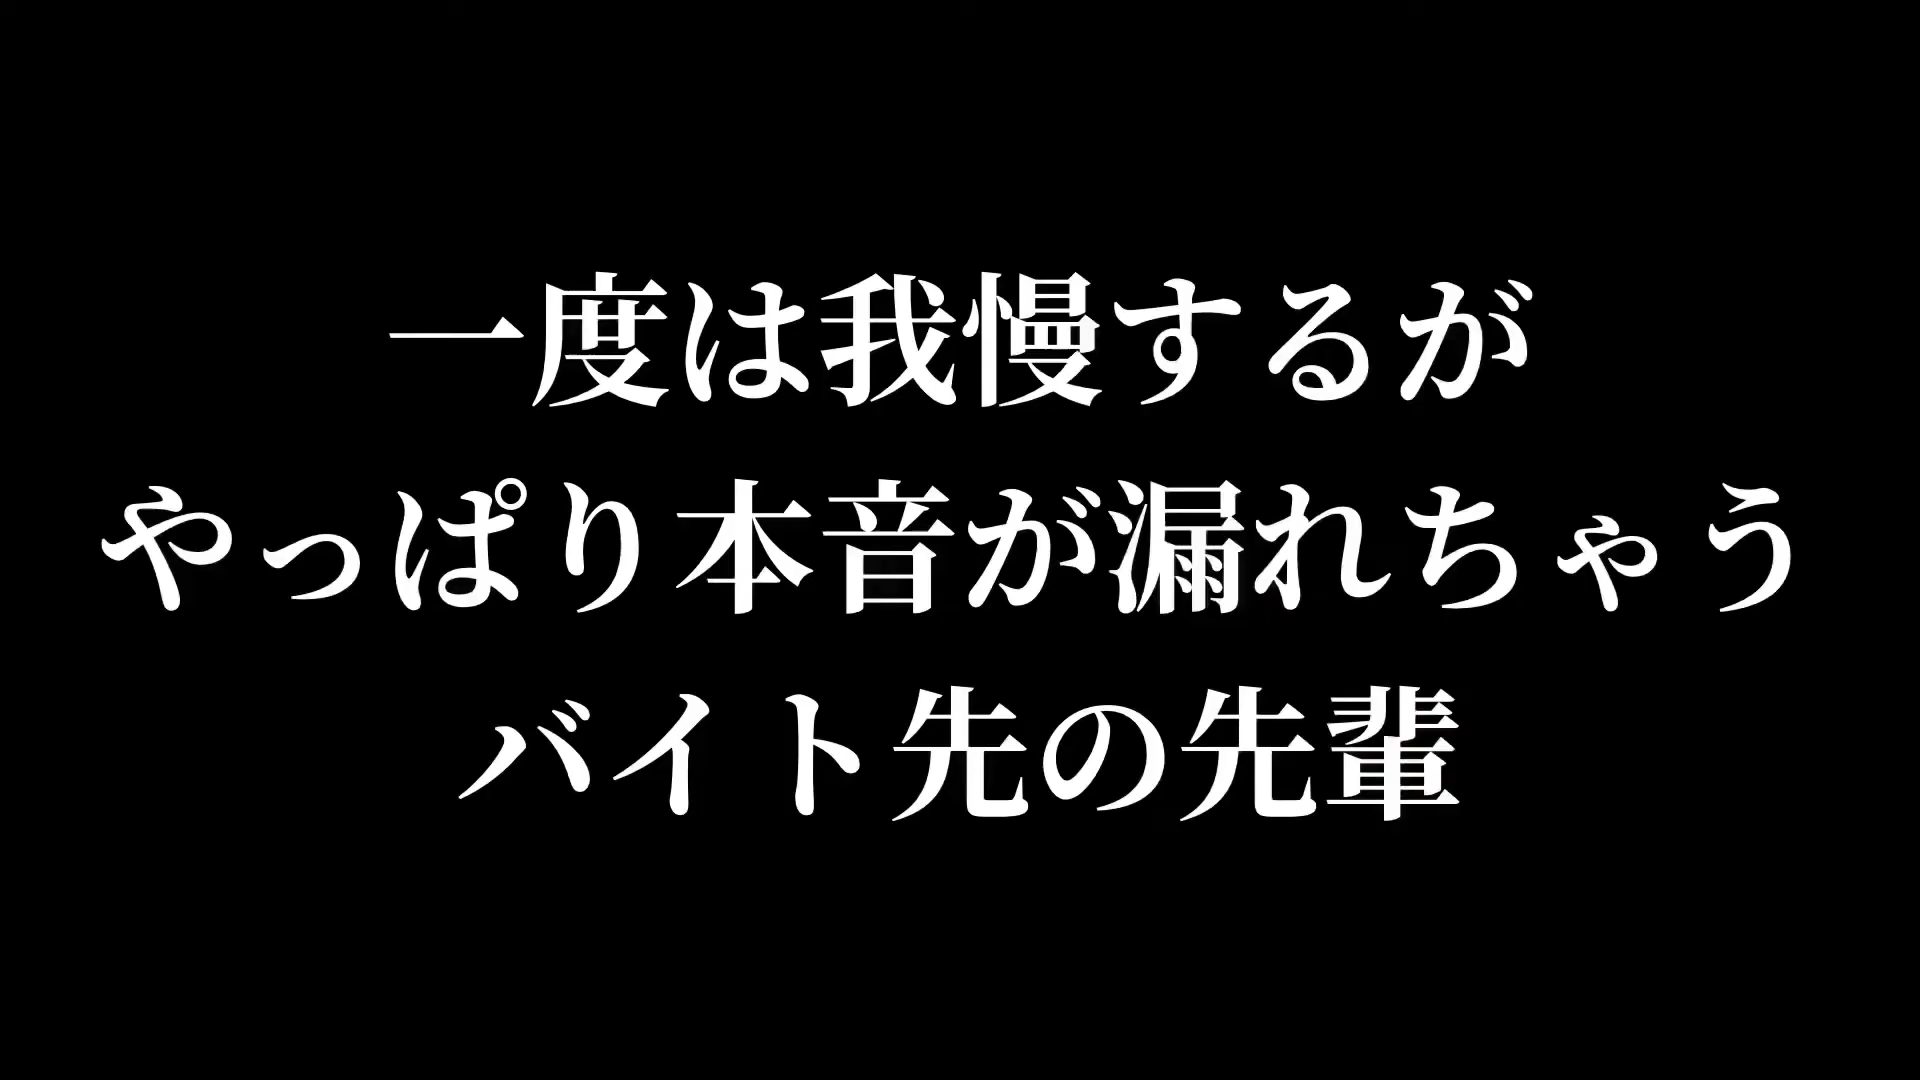 一度は我慢するが
やっぱり本音が漏れちゃう
バイト先の先輩